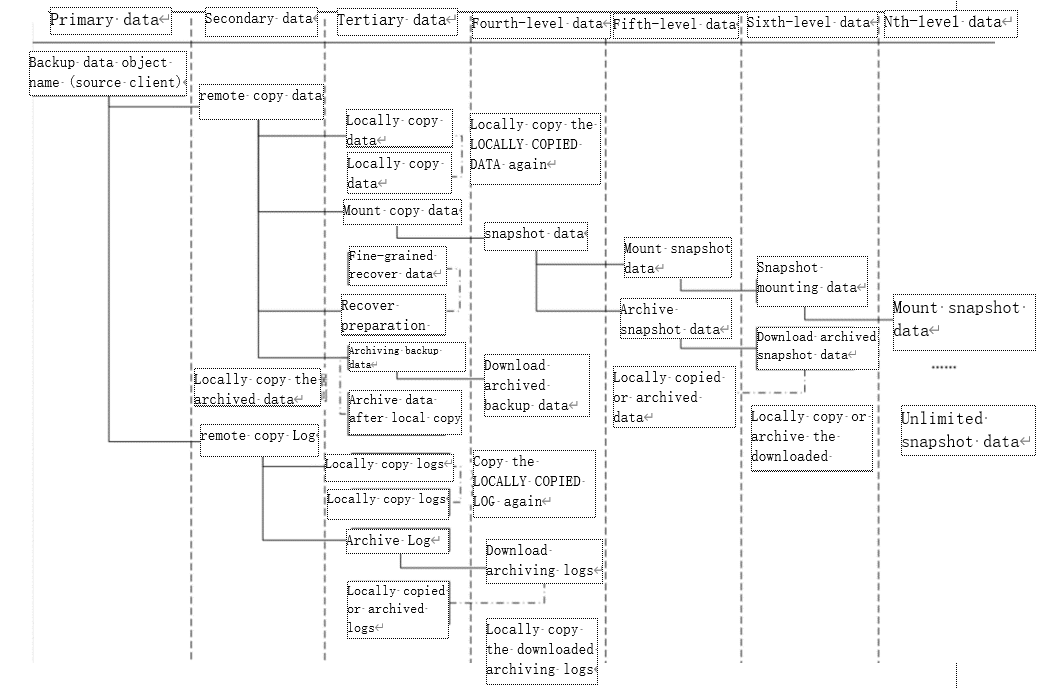 Primary data
Secondary data
Tertiary data
Fourth-level data
Fifth-level data
Sixth-level data
Nth-level data
Backup data object
name (source client)
remote copy data
Locally copy
data
Locally copy
data
Locally copy the
LOCALLY COPIED
DATA again
Mount copy data
snapshot data
Fine-grained
recover data
Mount snapshot
data
Snapshot
mounting data
Recover
preparation
Archive
snapshot data
Mount snapshot
data
Archiving backup
data
Download
archived
backup data
Download archived
snapshot data
......
Locally copy the
archived data
Archive data
after local copy
Locally copied
or archived
data
Locally copy or
archive the
downloaded
Unlimited
snapshot data
remote copy Log
Locally copy logs
Locally copy logs
Copy the
LOCALLY COPIED
LOG again
Archive Log
Download
archiving logs
Locally copied
or archived
logs
Locally copy
the downloaded
archiving logs